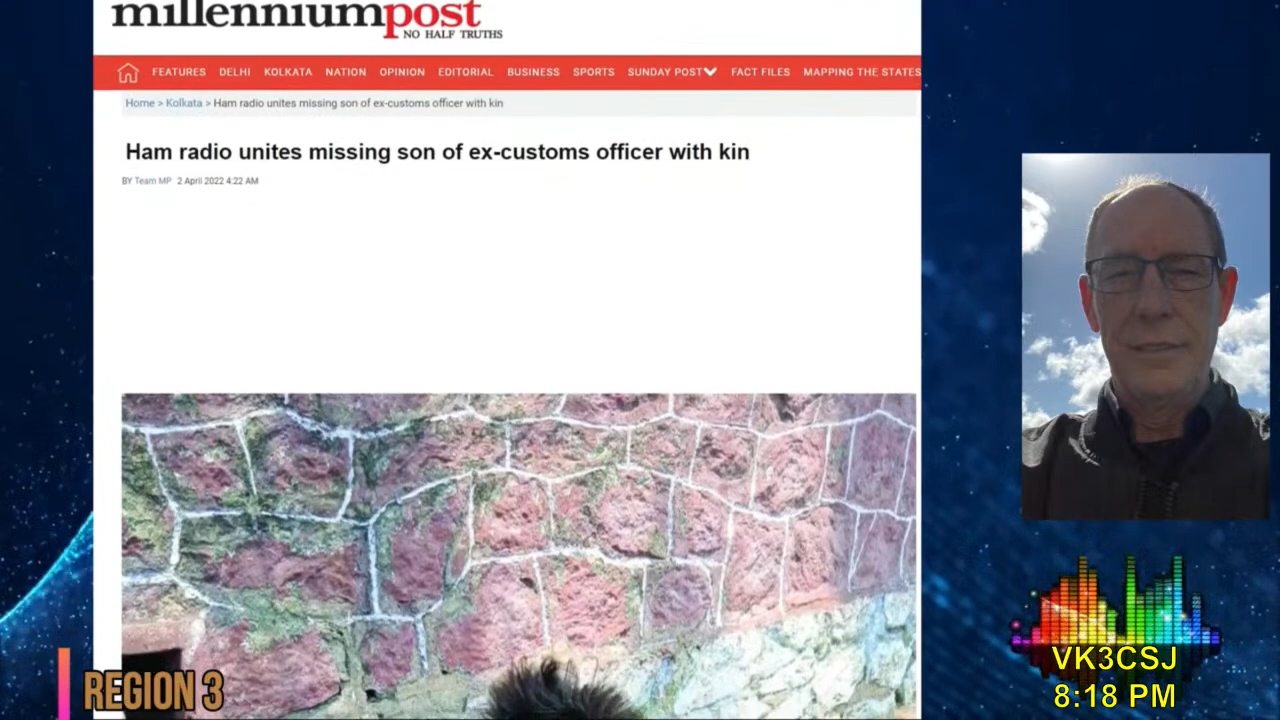 millenniumpost
NO HALF TRUTHS
FEATURES DELHI KOLKATA NATION OPINION EDITORIAL BUSINESS SPORTS SUNDAY POST FACT FILES MAPPING THE STATES
Home > Kolkata > Ham radio unites missing son of ex-customs officer with kin
Ham radio unites missing son of ex-customs officer with kin
BY Team MP 2 April 2022 4:22 AM
REGION 3
VK3CSJ
8:18 PM